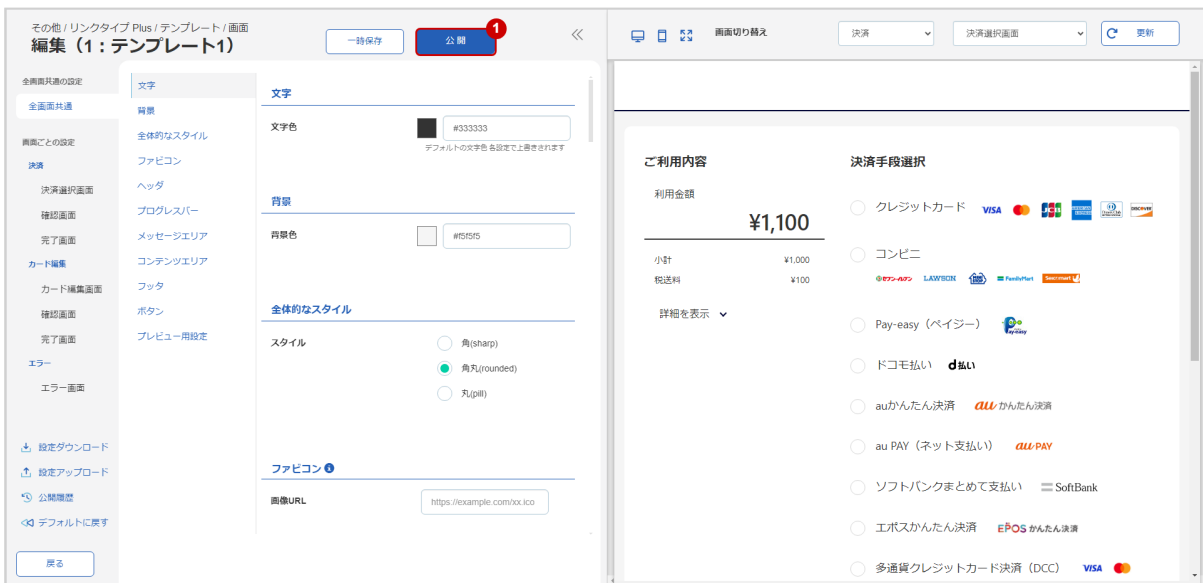 その他 / リンクタイプ Plus / テンプレート / 画面
編集（1：テンプレート1）
一時保存
公開
1
全画面共通の設定
全画面共通
画面ごとの設定
決済
決済選択画面
確認画面
完了画面
カード編集
カード編集画面
確認画面
完了画面
エラー
エラー画面
設定ダウンロード
設定アップロード
公開履歴
デフォルトに戻す
戻る
文字
背景
全体的なスタイル
ファビコン
ヘッダ
プログレスバー
メッセージエリア
コンテンツエリア
フッタ
ボタン
プレビュー用設定
文字
文字色
#333333
デフォルトの文字色 各設定で上書きされます
背景
背景色
#f5f5f5
全体的なスタイル
スタイル
角(sharp)
角丸(rounded)
丸(pill)
ファビコン
画像URL
https://example.com/xx.ico
画面切り替え
決済
決済選択画面
更新
ご利用内容
利用金額
¥1,100
小計 ¥1,000
税送料 ¥100
詳細を表示
決済手段選択
クレジットカード VISA JCB DISCOVER
コンビニ
セブン-イレブン LAWSON FamilyMart Seicomart
Pay-easy（ペイジー） Pay-easy
ドコモ払い d払い
auかんたん決済 au かんたん決済
au PAY（ネット支払い） au PAY
ソフトバンクまとめて支払い SoftBank
エポスかんたん決済 EPOS かんたん決済
多通貨クレジットカード決済（DCC） VISA